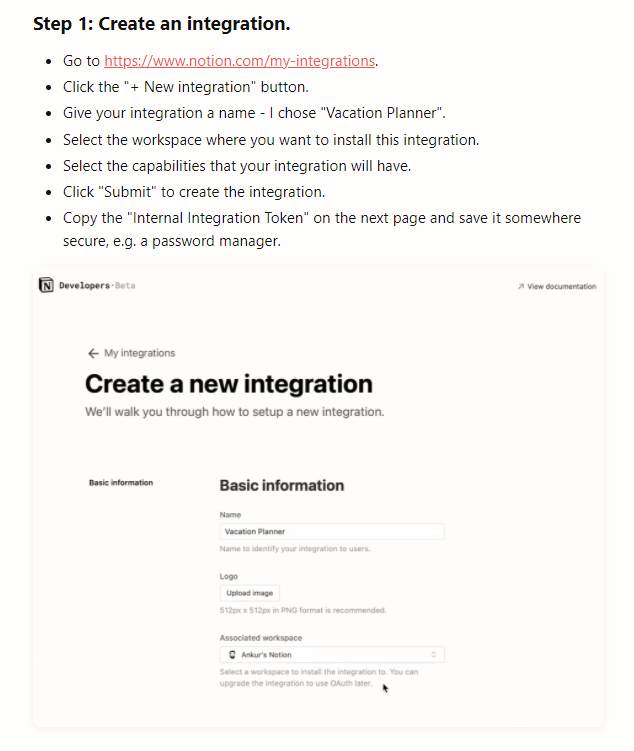 Step 1: Create an integration.
Go to https://www.notion.com/my-integrations.
Click the "+ New integration" button.
Give your integration a name - I chose "Vacation Planner".
Select the workspace where you want to install this integration.
Select the capabilities that your integration will have.
Click "Submit" to create the integration.
Copy the "Internal Integration Token" on the next page and save it somewhere
secure, e.g. a password manager.
Developers·Beta
↗ View documentation
← My integrations
Create a new integration
We'll walk you through how to setup a new integration.
Basic information
Basic information
Name
Vacation Planner
Name to identify your integration to users.
Logo
Upload image
512px x 512px in PNG format is recommended.
Associated workspace
Ankur's Notion
Select a workspace to install the integration to. You can
upgrade the integration to use OAuth later.